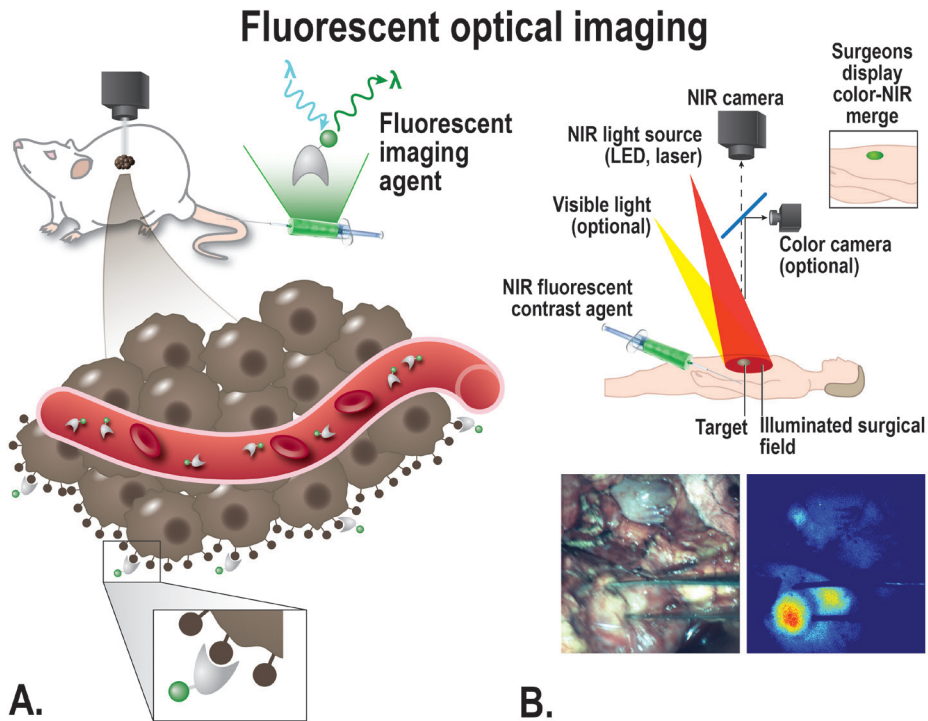 Fluorescent optical imaging
λ
λ
Fluorescent
imaging
agent
A.
Surgeons
display
color-NIR
merge
NIR camera
NIR light source
(LED, laser)
Visible light
(optional)
Color camera
(optional)
NIR fluorescent
contrast agent
Target
Illuminated surgical
field
B.